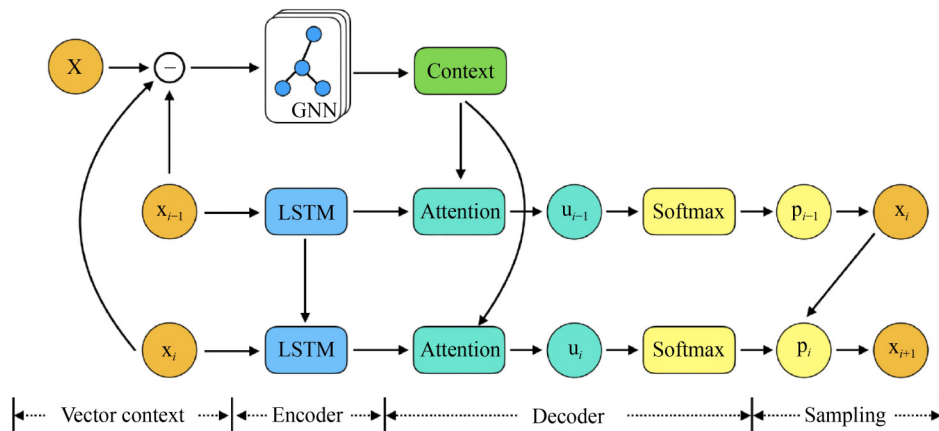 X
−
GNN
Context
xᵢ₋₁
LSTM
Attention
uᵢ₋₁
Softmax
pᵢ₋₁
xᵢ
xᵢ
LSTM
Attention
uᵢ
Softmax
pᵢ
xᵢ₊₁
Vector context
Encoder
Decoder
Sampling